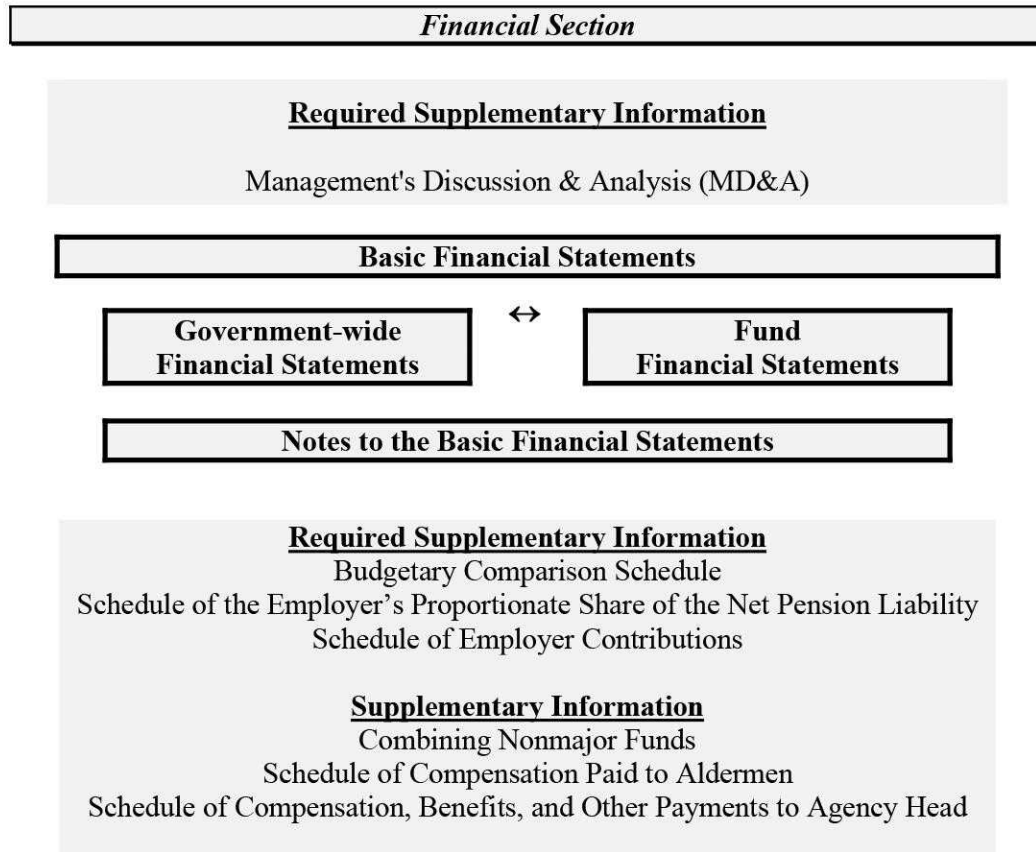 Financial Section
Required Supplementary Information
Management's Discussion & Analysis (MD&A)
Basic Financial Statements
↔
Government-wide
Financial Statements
Fund
Financial Statements
Notes to the Basic Financial Statements
Required Supplementary Information
Budgetary Comparison Schedule
Schedule of the Employer’s Proportionate Share of the Net Pension Liability
Schedule of Employer Contributions
Supplementary Information
Combining Nonmajor Funds
Schedule of Compensation Paid to Aldermen
Schedule of Compensation, Benefits, and Other Payments to Agency Head